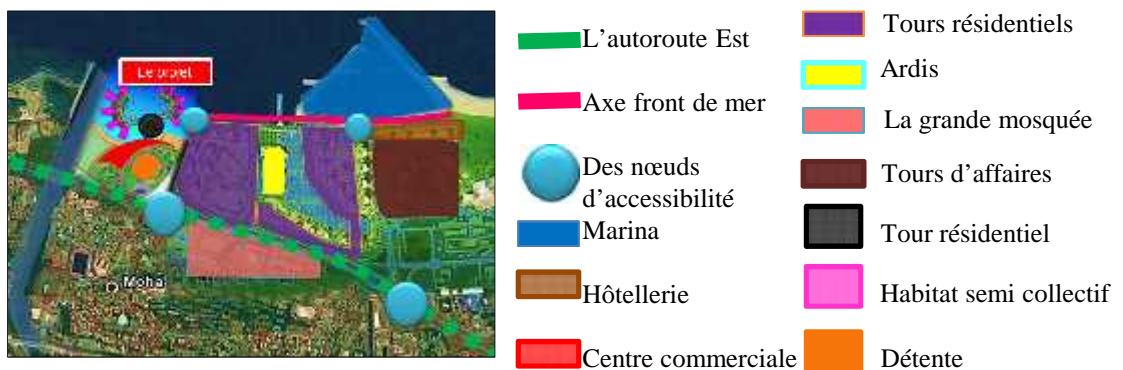 Le projet
Moha
L’autoroute Est
Axe front de mer
Des nœuds
d’accessibilité
Marina
Hôtellerie
Centre commerciale
Tours résidentiels
Ardis
La grande mosquée
Tours d’affaires
Tour résidentiel
Habitat semi collectif
Détente